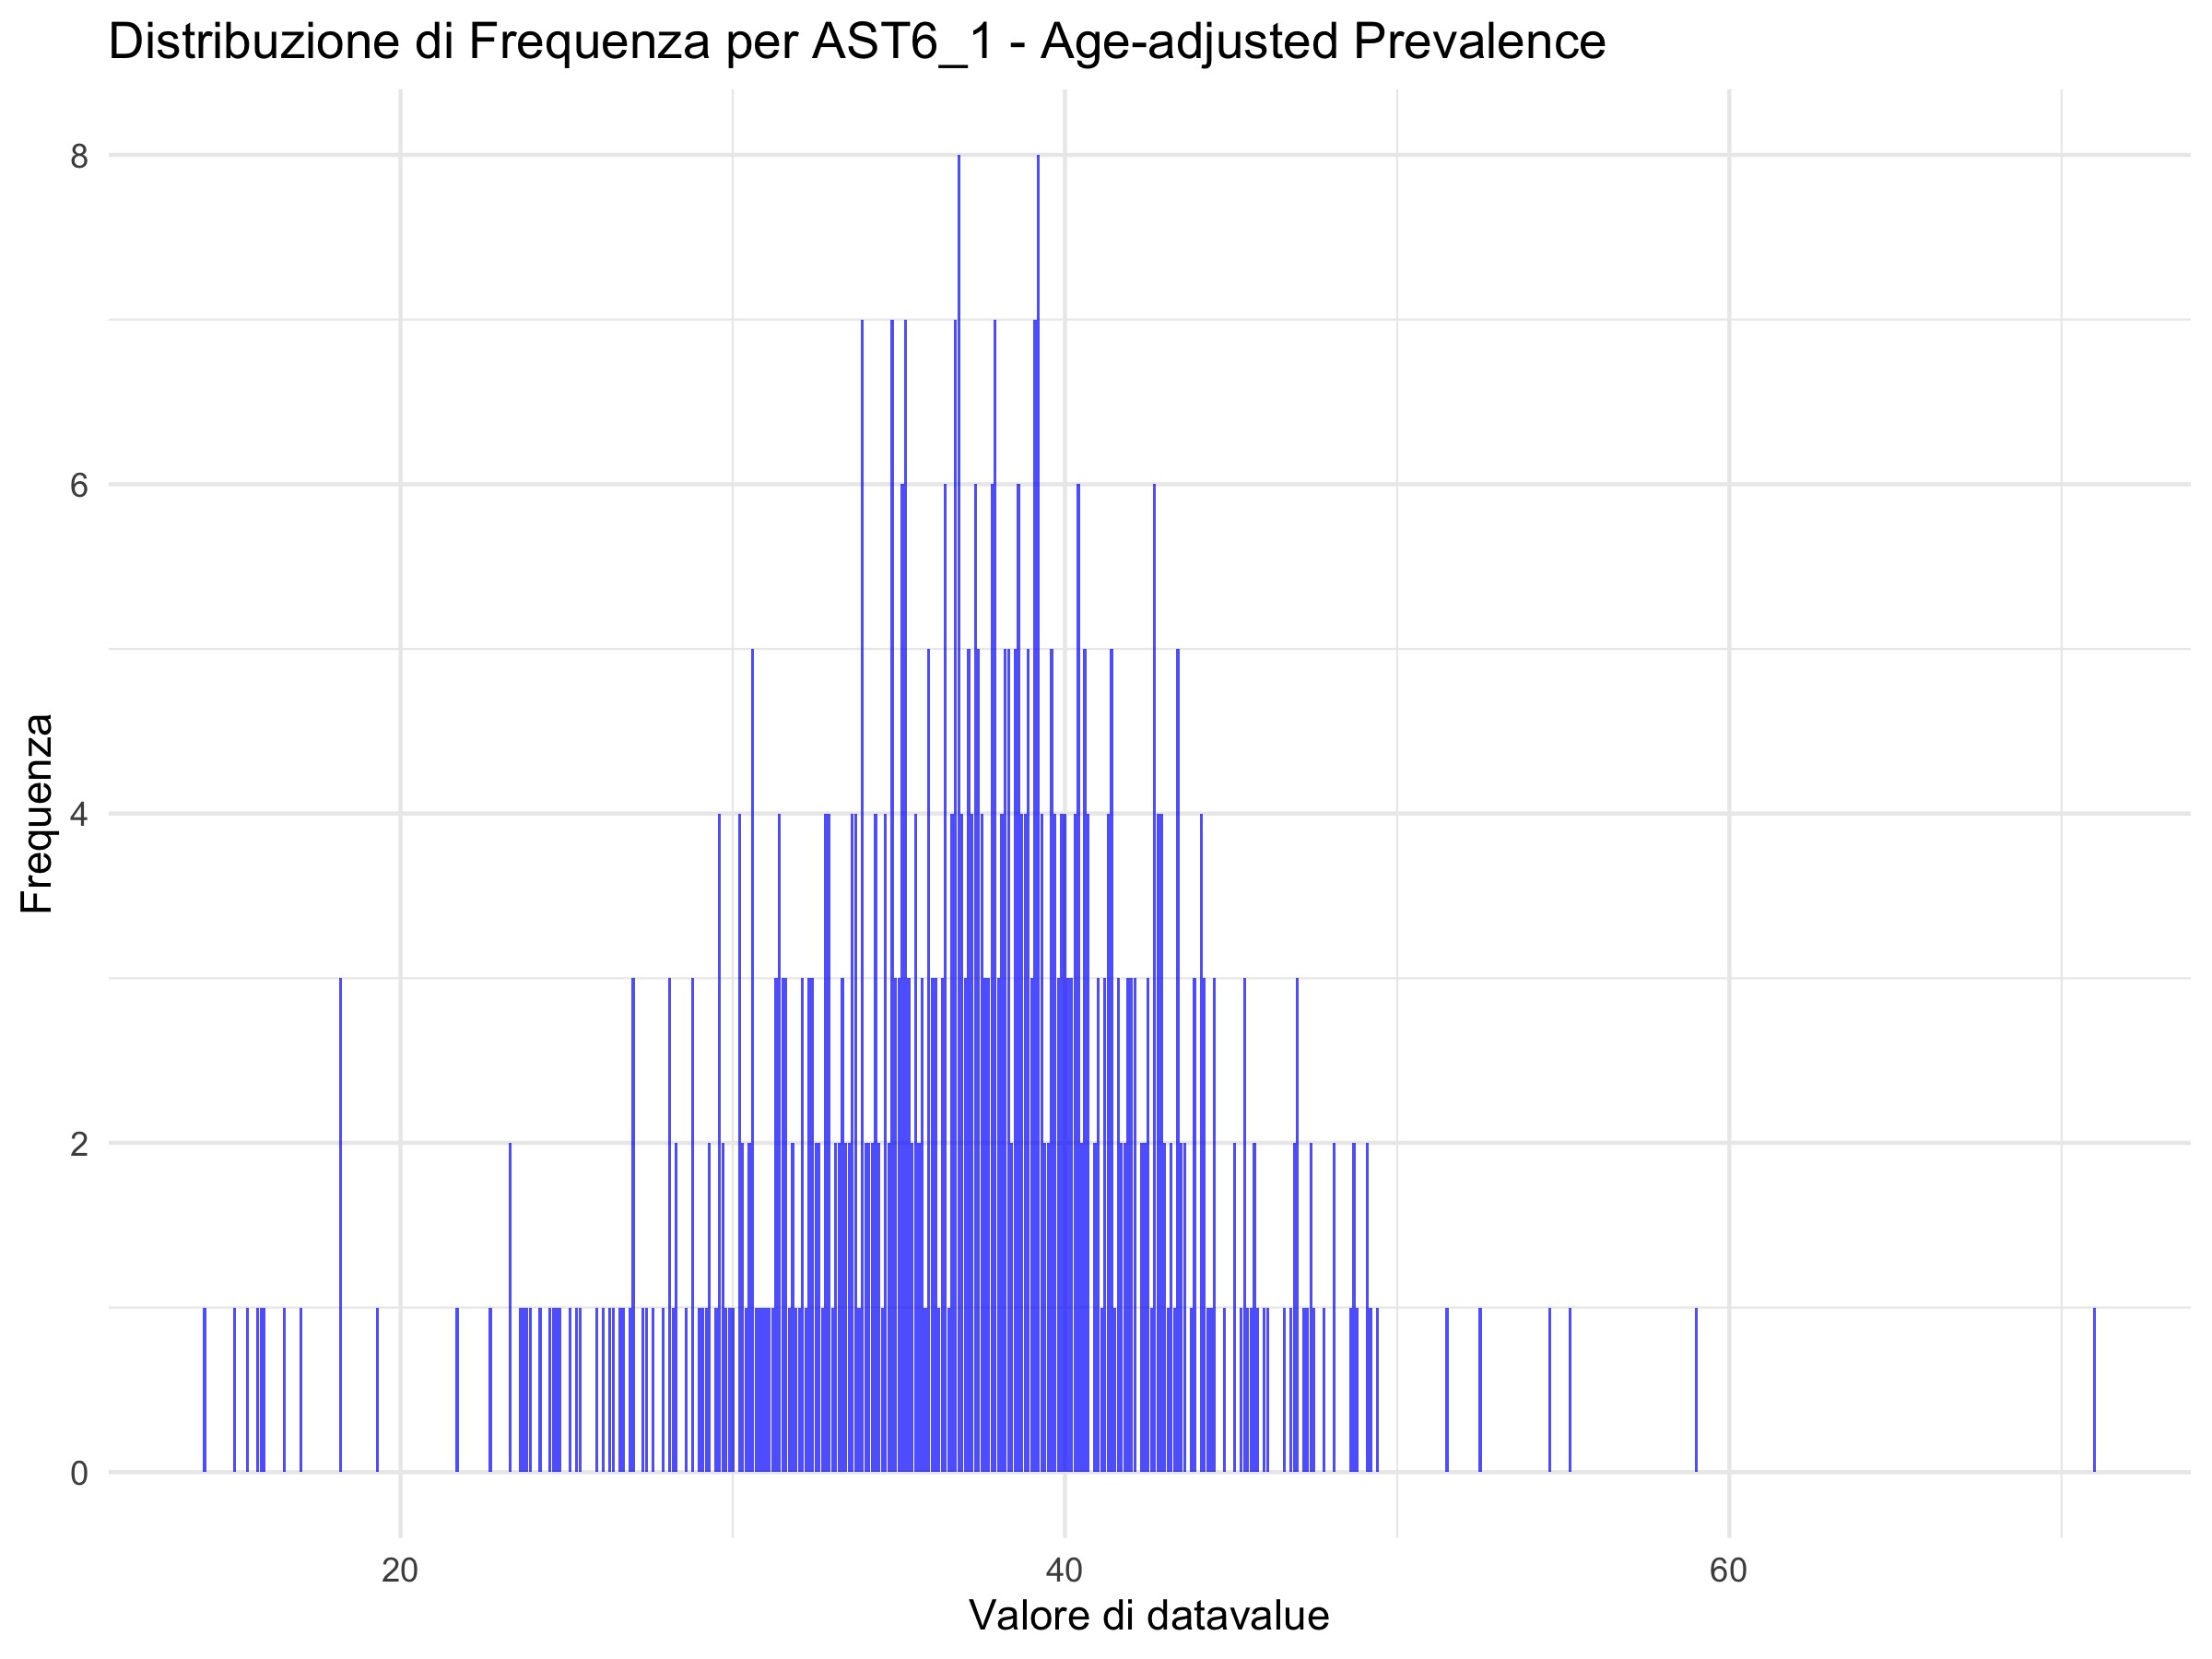 Distribuzione di Frequenza per AST6_1 - Age-adjusted Prevalence
8
6
4
2
0
Frequenza
20 40 60
Valore di datavalue